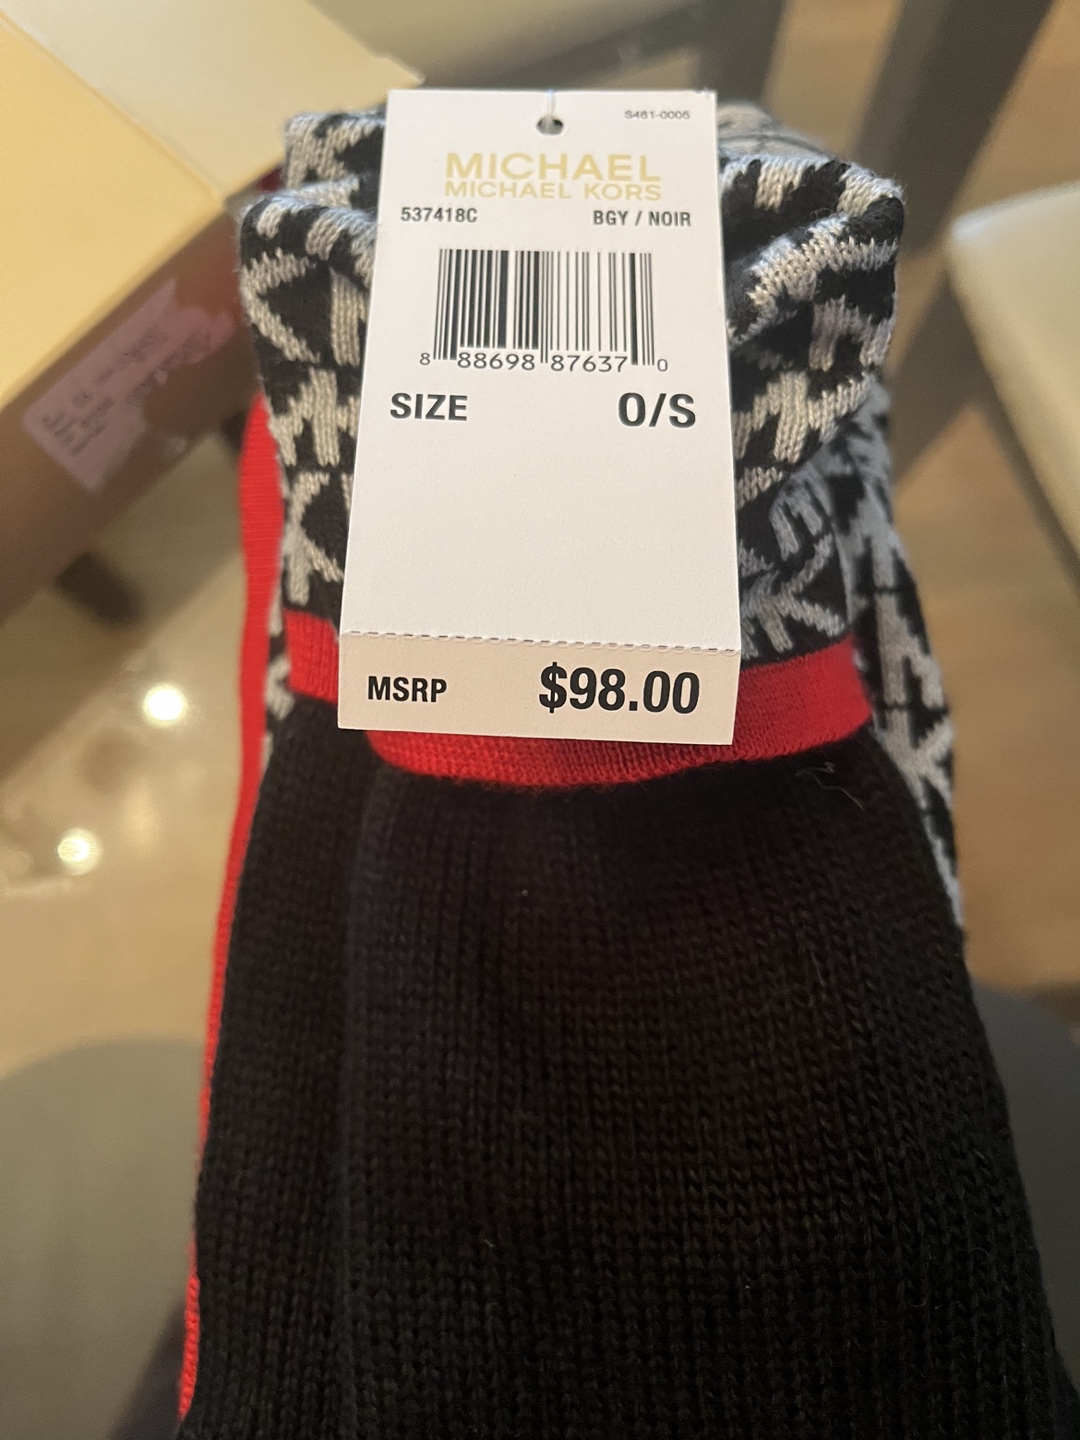 S461-0005
MICHAEL
MICHAEL KORS
537418C BGY / NOIR
8 88698 87637 0
SIZE O/S
MSRP $98.00